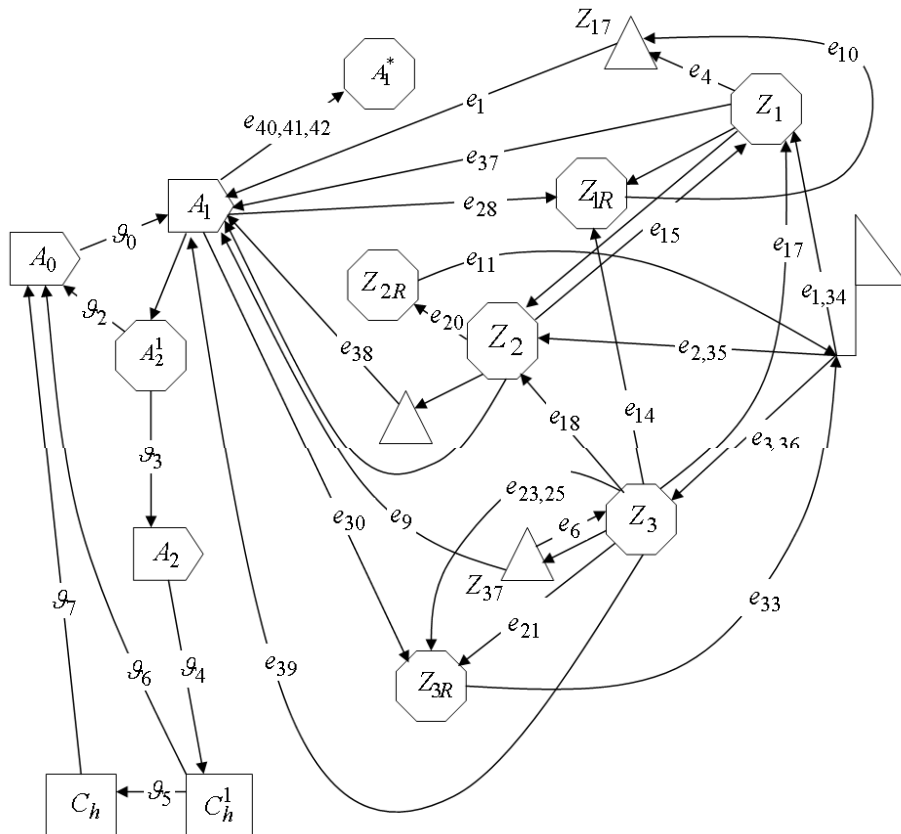 Z₁₇
e₁₀
A₁*
e₄
Z₁
e₁
e₄₀,₄₁,₄₂
e₃₇
A₁
Z₁R
e₂₈
ϑ₀
e₁₅
e₁₇
A₀
e₁₁
Z₂R
e₁,₃₄
ϑ₂
e₂₀
Z₂
A₂¹
e₃₈
e₂,₃₅
e₁₄
e₁₈
e₃,₃₆
ϑ₃
e₂₃,₂₅
e₃₀
e₉
e₆
Z₃
A₂
Z₃₇
ϑ₇
e₃₃
e₂₁
ϑ₆
ϑ₄
e₃₉
Z₃R
ϑ₅
Cₕ
Cₕ¹